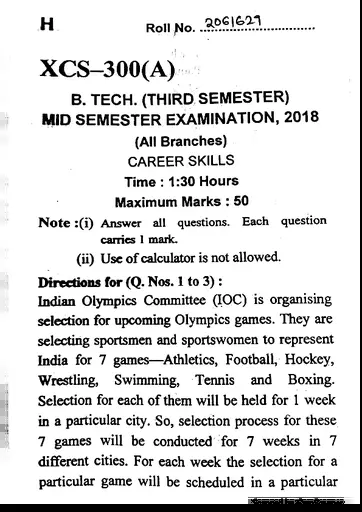 H
Roll No. 2061629
XCS–300(A)
B. TECH. (THIRD SEMESTER)
MID SEMESTER EXAMINATION, 2018
(All Branches)
CAREER SKILLS
Time : 1:30 Hours
Maximum Marks : 50
Note :(i) Answer all questions. Each question
carries 1 mark.
(ii) Use of calculator is not allowed.
Directions for (Q. Nos. 1 to 3) :
Indian Olympics Committee (IOC) is organising
selection for upcoming Olympics games. They are
selecting sportsmen and sportswomen to represent
India for 7 games—Athletics, Football, Hockey,
Wrestling, Swimming, Tennis and Boxing.
Selection for each of them will be held for 1 week
in a particular city. So, selection process for these
7 games will be conducted for 7 weeks in 7
different cities. For each week the selection for a
particular game will be scheduled in a particular